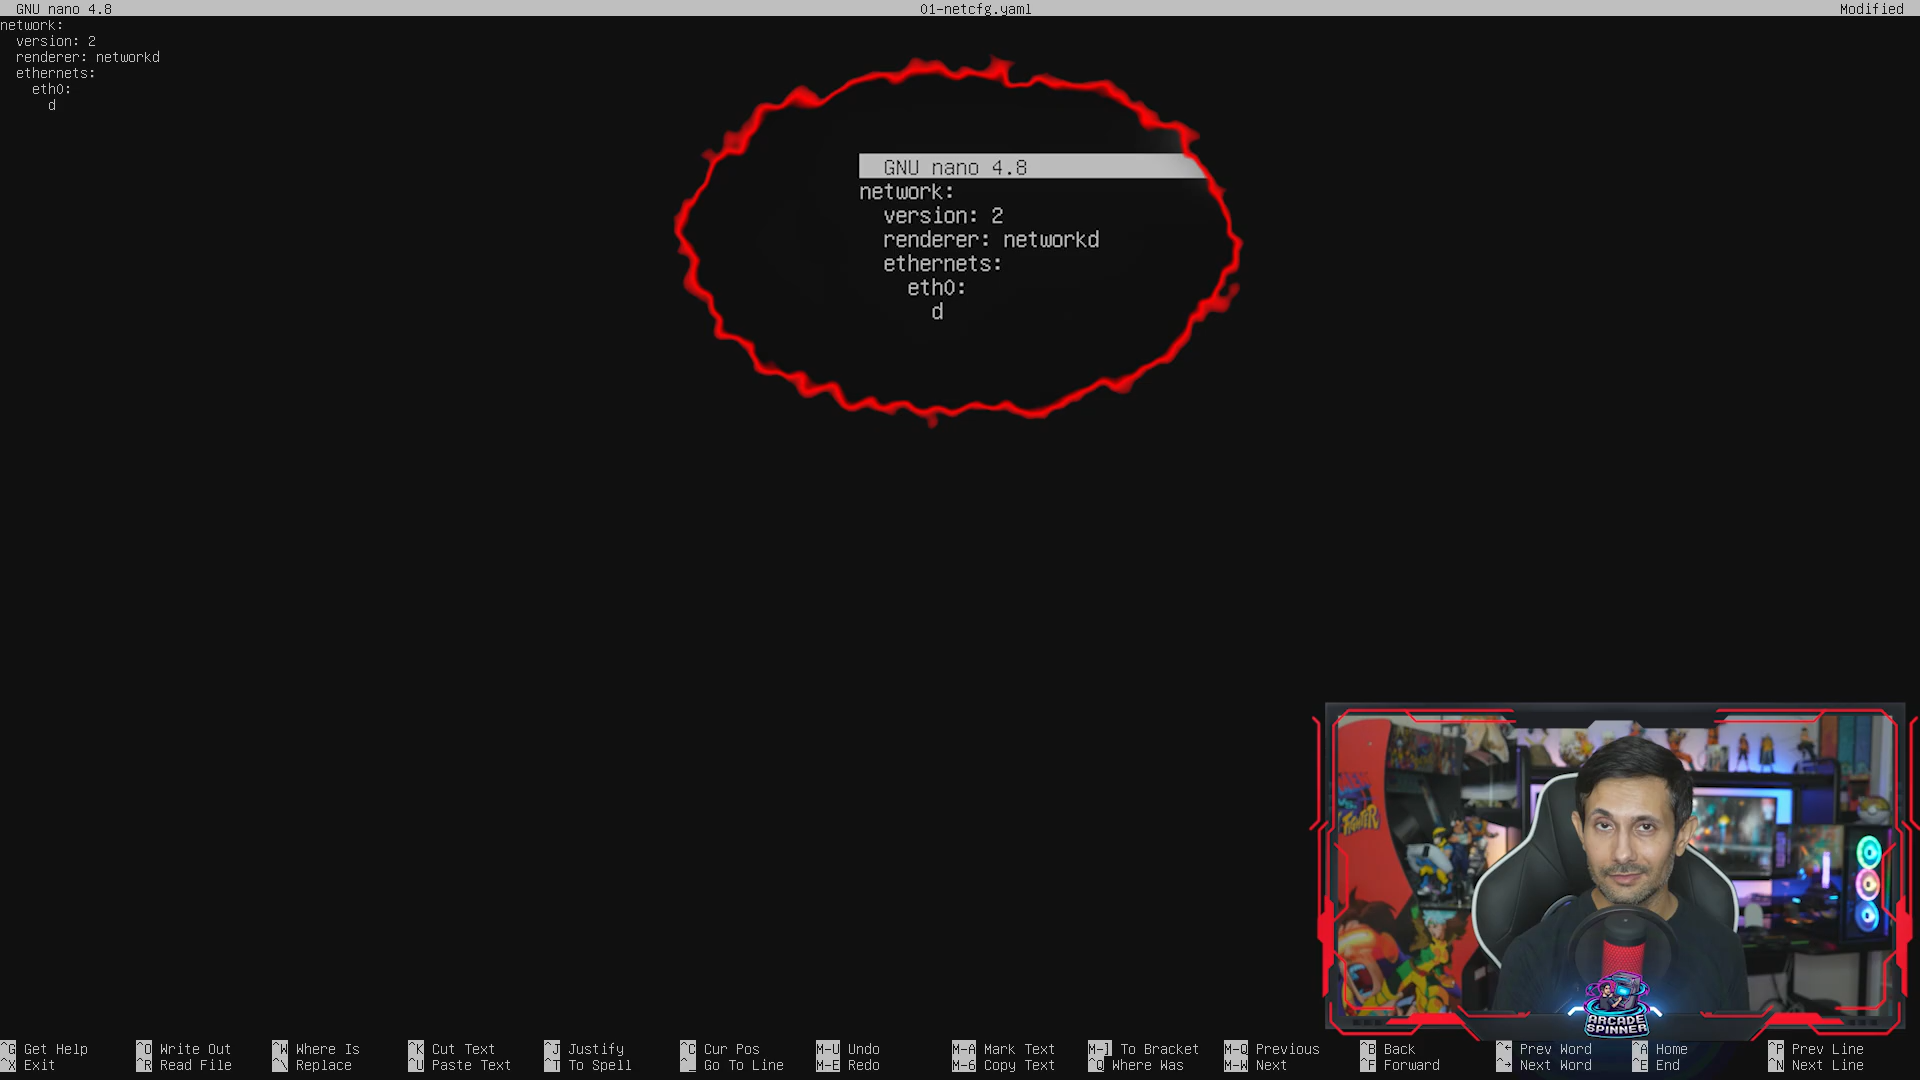 GNU nano 4.8 01-netcfg.yaml Modified
network:
  version: 2
  renderer: networkd
  ethernets:
    eth0:
      d
GNU nano 4.8
network:
  version: 2
  renderer: networkd
  ethernets:
    eth0:
      d
FIGHTER
ARCADE
SPINNER
^G Get Help ^O Write Out ^W Where Is ^K Cut Text ^J Justify ^C Cur Pos M-U Undo M-A Mark Text M-] To Bracket M-Q Previous ^B Back ^← Prev Word ^A Home ^P Prev Line
^X Exit ^R Read File ^\ Replace ^U Paste Text ^T To Spell ^_ Go To Line M-E Redo M-6 Copy Text ^Q Where Was M-W Next ^F Forward ^→ Next Word ^E End ^N Next Line